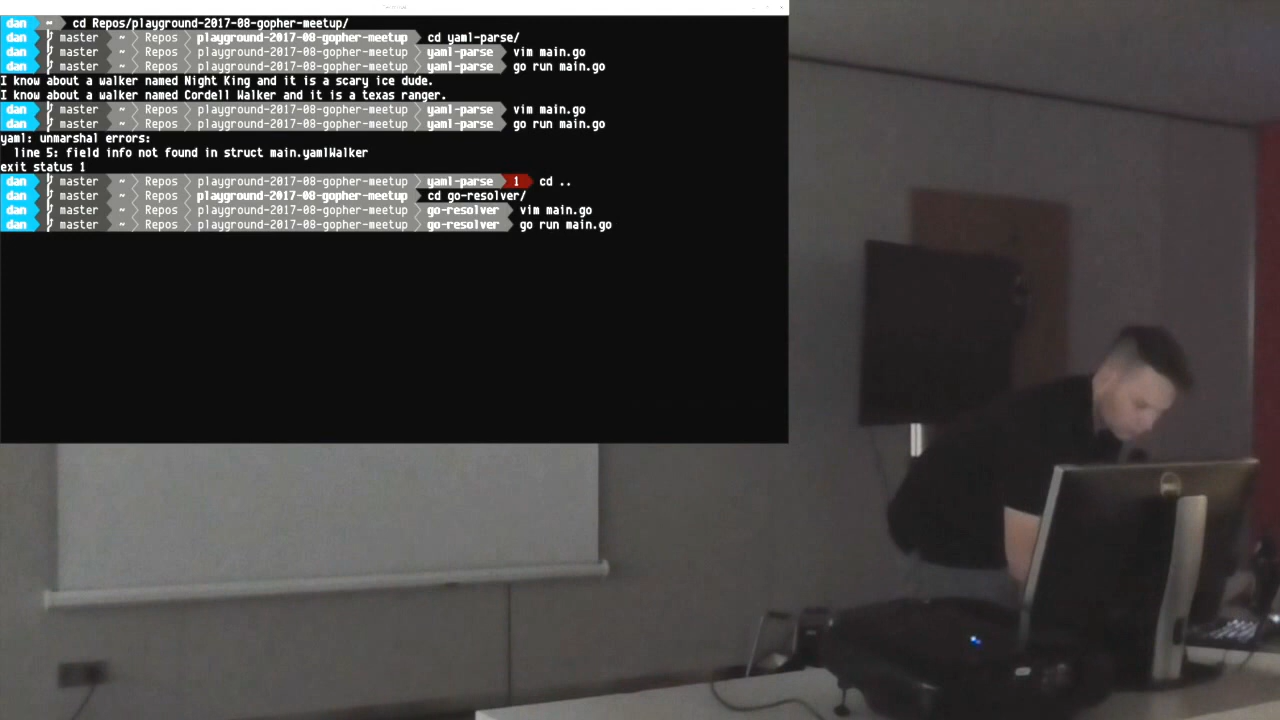 dan ~ cd Repos/playground-2017-08-gopher-meetup/
dan master ~ Repos playground-2017-08-gopher-meetup cd yaml-parse/
dan master ~ Repos playground-2017-08-gopher-meetup yaml-parse vim main.go
dan master ~ Repos playground-2017-08-gopher-meetup yaml-parse go run main.go
I know about a walker named Night King and it is a scary ice dude.
I know about a walker named Cordell Walker and it is a texas ranger.
dan master ~ Repos playground-2017-08-gopher-meetup yaml-parse vim main.go
dan master ~ Repos playground-2017-08-gopher-meetup yaml-parse go run main.go
yaml: unmarshal errors:
line 5: field info not found in struct main.yamlWalker
exit status 1
dan master ~ Repos playground-2017-08-gopher-meetup yaml-parse 1 cd ..
dan master ~ Repos playground-2017-08-gopher-meetup cd go-resolver/
dan master ~ Repos playground-2017-08-gopher-meetup go-resolver vim main.go
dan master ~ Repos playground-2017-08-gopher-meetup go-resolver go run main.go